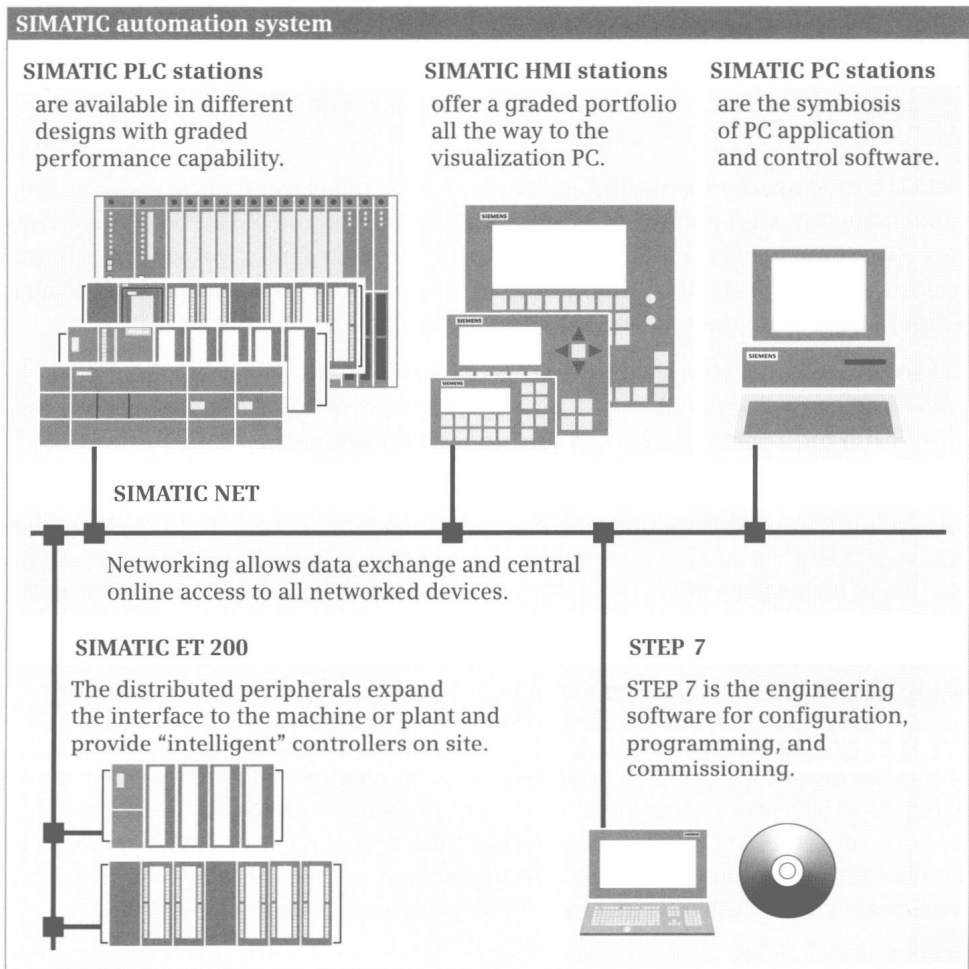 SIMATIC automation system
SIMATIC PLC stations
are available in different
designs with graded
performance capability.
SIMATIC HMI stations
offer a graded portfolio
all the way to the
visualization PC.
SIMATIC PC stations
are the symbiosis
of PC application
and control software.
SIEMENS
SIEMENS
SIEMENS
SIEMENS
SIMATIC NET
Networking allows data exchange and central
online access to all networked devices.
SIMATIC ET 200
The distributed peripherals expand
the interface to the machine or plant and
provide “intelligent” controllers on site.
STEP 7
STEP 7 is the engineering
software for configuration,
programming, and
commissioning.